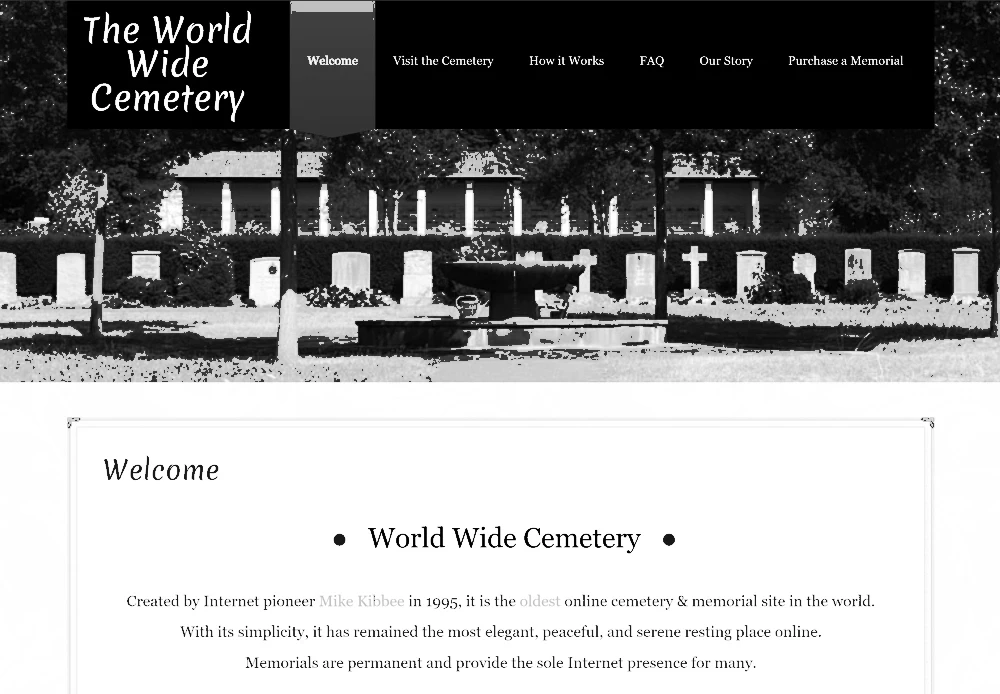 The World
Wide
Cemetery
Welcome
Visit the Cemetery
How it Works
FAQ
Our Story
Purchase a Memorial
Welcome
● World Wide Cemetery ●
Created by Internet pioneer Mike Kibbee in 1995, it is the oldest online cemetery & memorial site in the world.
With its simplicity, it has remained the most elegant, peaceful, and serene resting place online.
Memorials are permanent and provide the sole Internet presence for many.